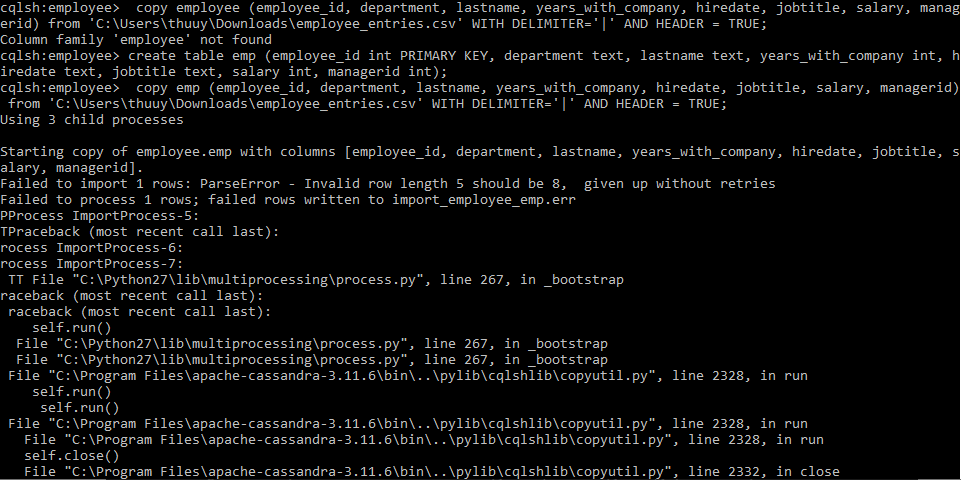 cqlsh:employee>  copy employee (employee_id, department, lastname, years_with_company, hiredate, jobtitle, salary, manag
erid) from 'C:\Users\thuuy\Downloads\employee_entries.csv' WITH DELIMITER='|' AND HEADER = TRUE;
Column family 'employee' not found
cqlsh:employee> create table emp (employee_id int PRIMARY KEY, department text, lastname text, years_with_company int, h
iredate text, jobtitle text, salary int, managerid int);
cqlsh:employee>  copy emp (employee_id, department, lastname, years_with_company, hiredate, jobtitle, salary, managerid)
 from 'C:\Users\thuuy\Downloads\employee_entries.csv' WITH DELIMITER='|' AND HEADER = TRUE;
Using 3 child processes
Starting copy of employee.emp with columns [employee_id, department, lastname, years_with_company, hiredate, jobtitle, s
alary, managerid].
Failed to import 1 rows: ParseError - Invalid row length 5 should be 8,  given up without retries
Failed to process 1 rows; failed rows written to import_employee_emp.err
PProcess ImportProcess-5:
TPraceback (most recent call last):
rocess ImportProcess-6:
rocess ImportProcess-7:
 TT File "C:\Python27\lib\multiprocessing\process.py", line 267, in _bootstrap
raceback (most recent call last):
 raceback (most recent call last):
    self.run()
  File "C:\Python27\lib\multiprocessing\process.py", line 267, in _bootstrap
  File "C:\Python27\lib\multiprocessing\process.py", line 267, in _bootstrap
 File "C:\Program Files\apache-cassandra-3.11.6\bin\..\pylib\cqlshlib\copyutil.py", line 2328, in run
    self.run()
     self.run()
 File "C:\Program Files\apache-cassandra-3.11.6\bin\..\pylib\cqlshlib\copyutil.py", line 2328, in run
   File "C:\Program Files\apache-cassandra-3.11.6\bin\..\pylib\cqlshlib\copyutil.py", line 2328, in run
   self.close()
   File "C:\Program Files\apache-cassandra-3.11.6\bin\..\pylib\cqlshlib\copyutil.py", line 2332, in close